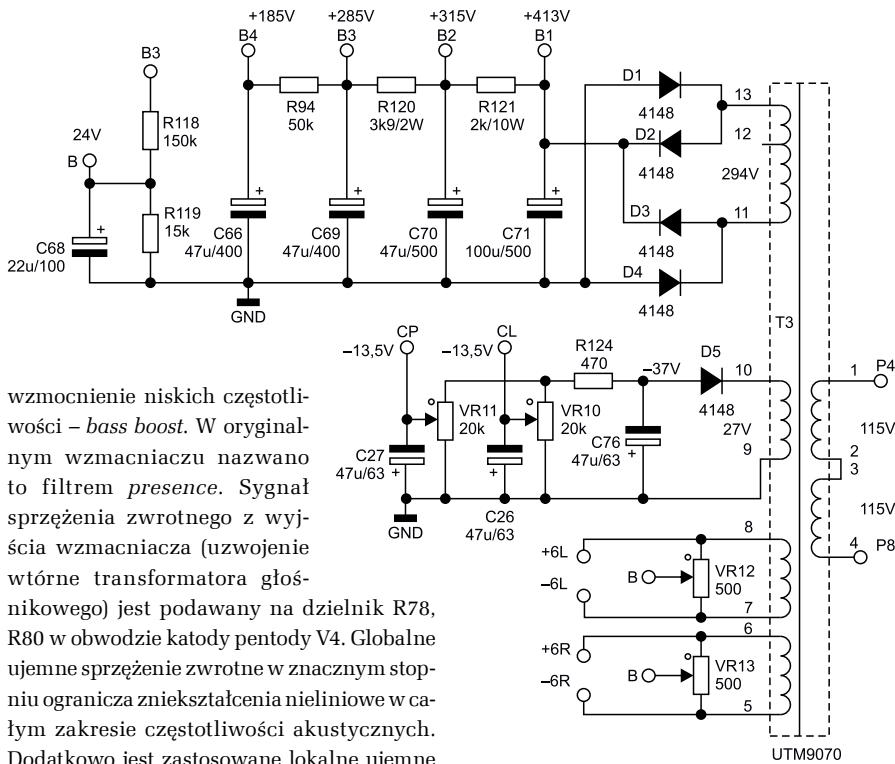 +185V +285V +315V +413V
B4 B3 B2 B1
B3
D1
13
4148
R94
50k
R120
3k9/2W
R121
2k/10W
R118
150k
24V
B
D2
12
4148
294V
R119
15k
D3
11
4148
C68
22u/100
+
C66
47u/400
+
C69
47u/400
+
C70
47u/500
+
C71
100u/500
+
D4
4148
GND
T3
CP
–13,5V
CL
–13,5V
R124
470
–37V
D5
4148
10
27V
9
1
P4
115V
2
3
115V
4
P8
VR11
20k
VR10
20k
C27
47u/63
+
C26
47u/63
+
C76
47u/63
+
GND
+6L
–6L
B
VR12
500
8
7
+6R
–6R
B
VR13
500
6
5
UTM9070
wzmocnienie niskich częstotli-
wości – bass boost. W oryginal-
nym wzmacniaczu nazwano
to filtrem presence. Sygnał
sprzężenia zwrotnego z wyj-
ścia wzmacniacza (uzwojenie
wtórne transformatora głoś-
nikowego) jest podawany na dzielnik R78,
R80 w obwodzie katody pentody V4. Globalne
ujemne sprzężenie zwrotne w znacznym stop-
niu ogranicza zniekształcenia nieliniowe w ca-
łym zakresie częstotliwości akustycznych.
Dodatkowo jest zastosowane lokalne ujemne